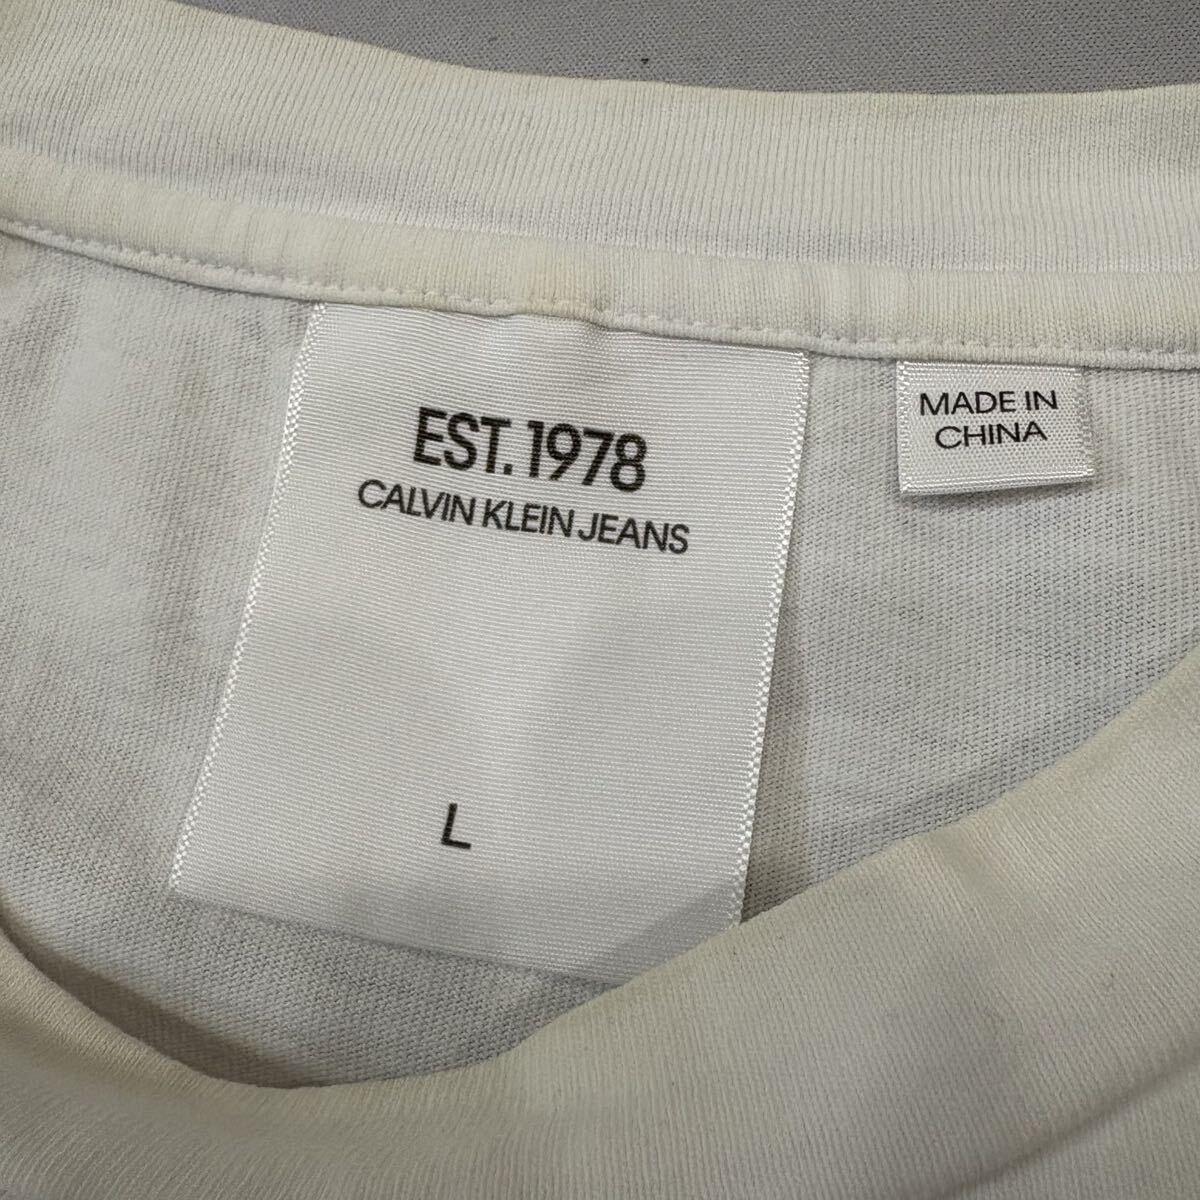 EST. 1978
CALVIN KLEIN JEANS
L
MADE IN
CHINA